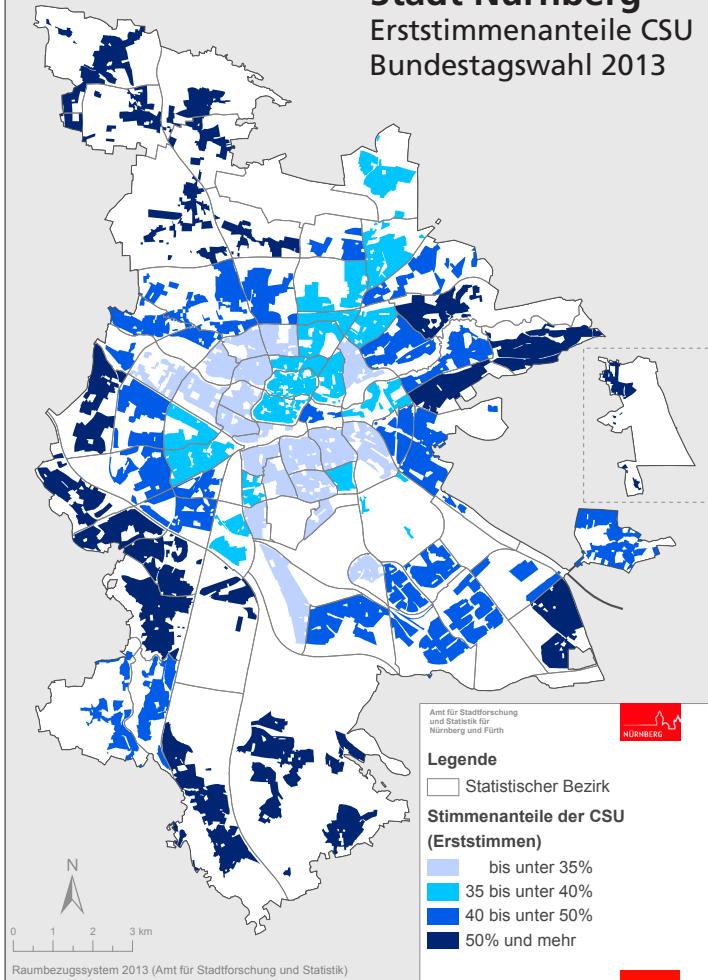 Stadt Nürnberg
Erststimmenanteile CSU
Bundestagswahl 2013
Amt für Stadtforschung
und Statistik für
Nürnberg und Fürth
NÜRNBERG
Legende
Statistischer Bezirk
Stimmenanteile der CSU
(Erststimmen)
bis unter 35%
35 bis unter 40%
40 bis unter 50%
50% und mehr
N
0 1 2 3 km
Raumbezugssystem 2013 (Amt für Stadtforschung und Statistik)